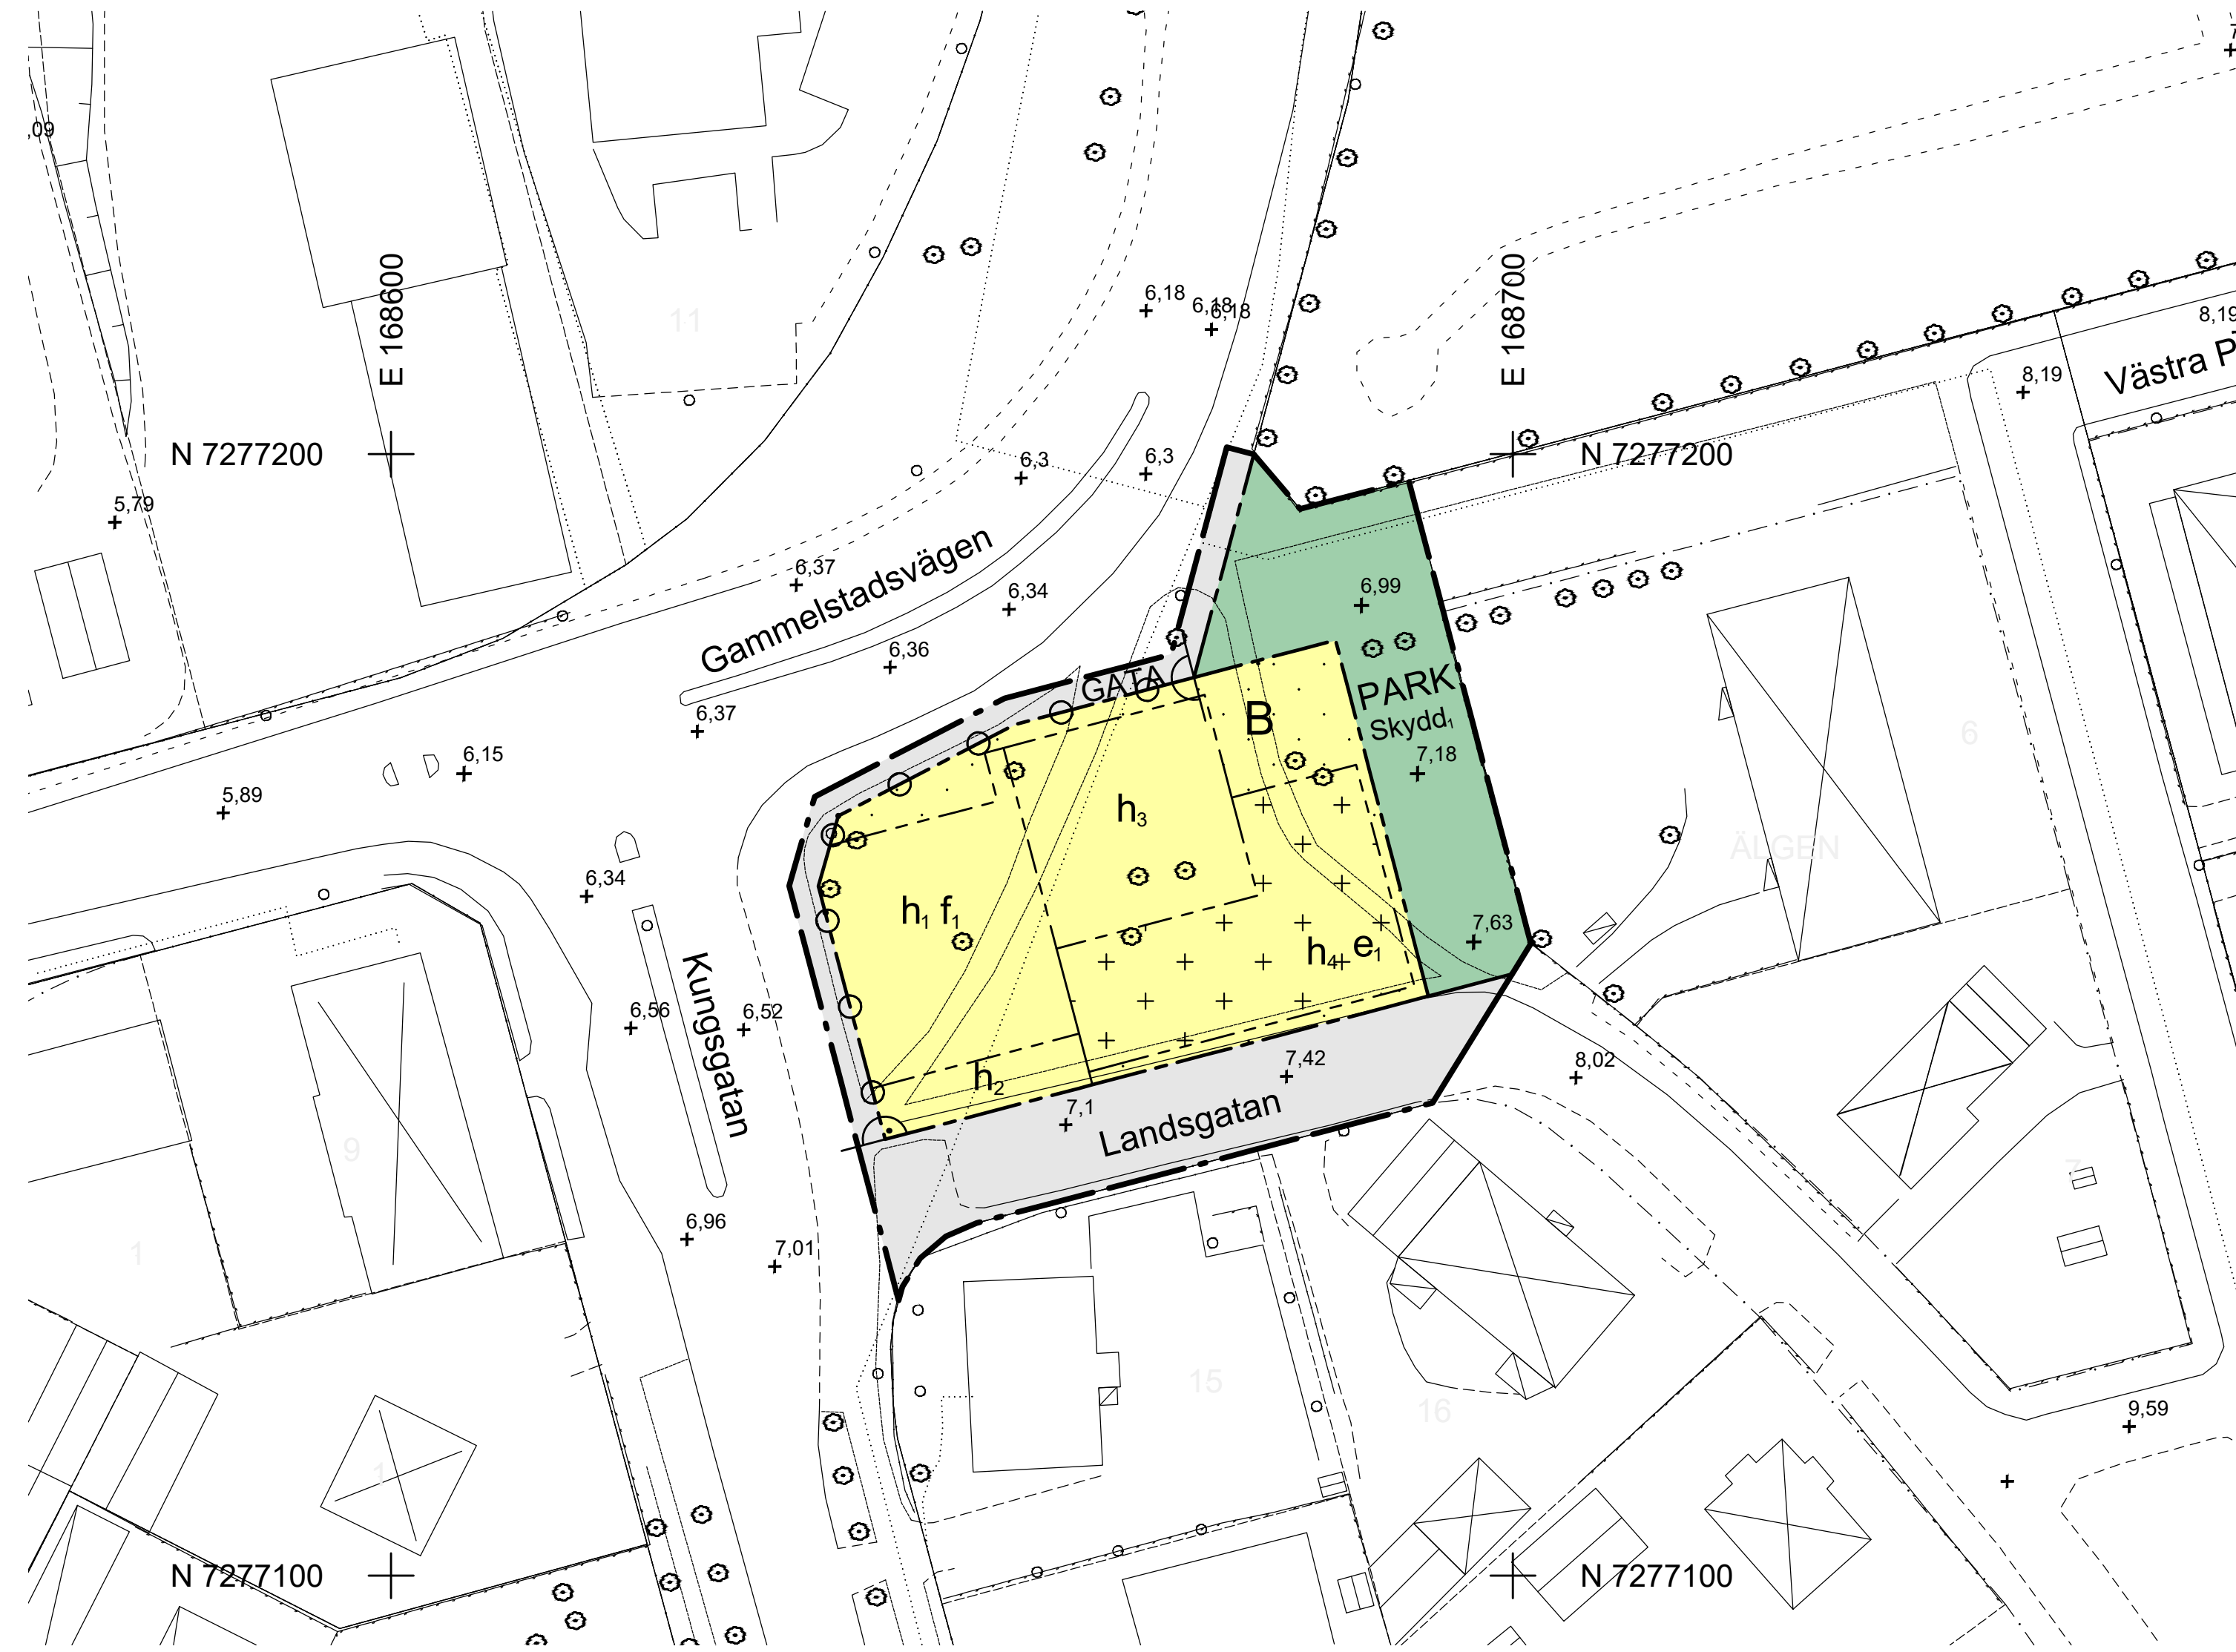 ,09
11
E 168600
E 168700
6,18
6,18
6,18
8,19
8,19
Västra P
N 7277200
N 7277200
6,3
6,3
5,79
6,37
Gammelstadsvägen
6,34
6,99
6,36
GATA
PARK
Skydd1
6,37
B
6
6,15
7,18
5,89
h3
ÄLGEN
6,34
h1 f1
7,63
h4 e1
Kungsgatan
6,56
6,52
7,42
8,02
h2
7,1
Landsgatan
9
7
6,96
7,01
1
15
16
9,59
1
N 7277100
N 7277100